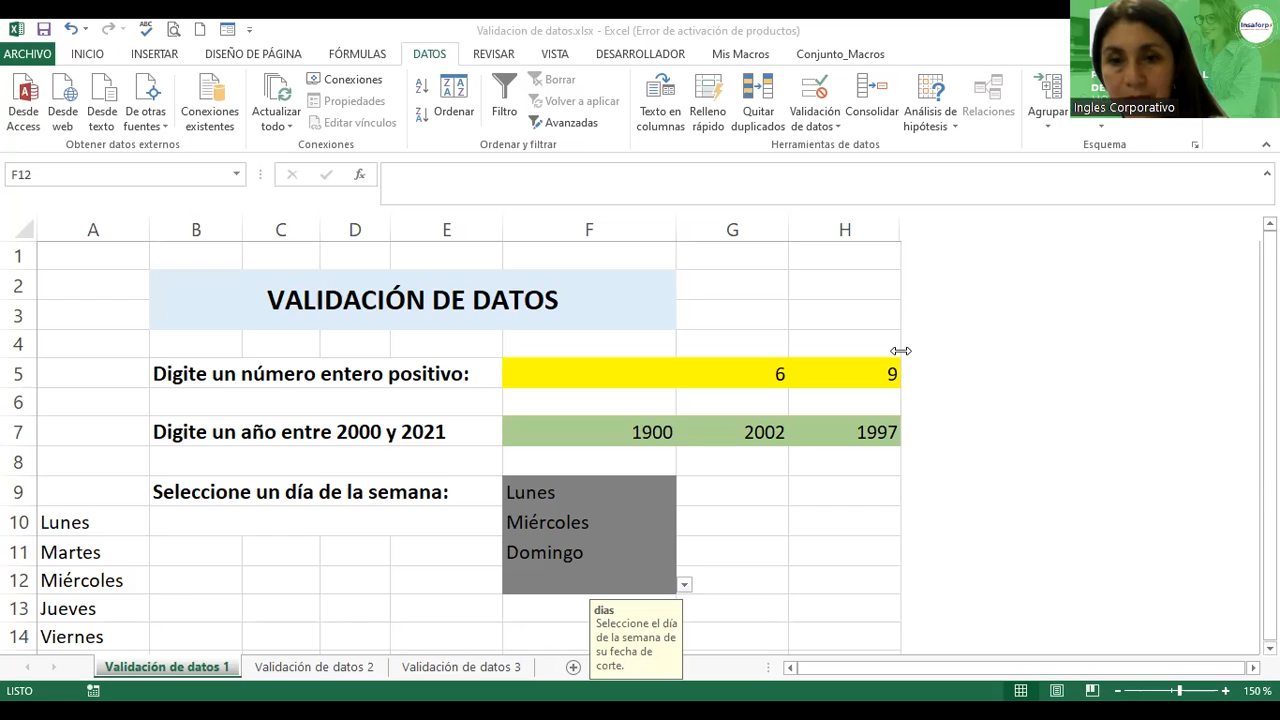 Validacion de datos.xlsx - Excel (Error de activación de productos)
ARCHIVO INICIO INSERTAR DISEÑO DE PÁGINA FÓRMULAS DATOS REVISAR VISTA DESARROLLADOR Mis Macros Conjunto_Macros
Desde Access
Desde web
Desde texto
De otras fuentes
Conexiones existentes
Obtener datos externos
Actualizar todo
Conexiones
Propiedades
Editar vínculos
Conexiones
Ordenar
Filtro
Borrar
Volver a aplicar
Avanzadas
Ordenar y filtrar
Texto en columnas
Relleno rápido
Quitar duplicados
Validación de datos
Consolidar
Análisis de hipótesis
Relaciones
Herramientas de datos
Agrupar
Esquema
Insaforp
Ingles Corporativo
F12
fx
A B C D E F G H
1
2
VALIDACIÓN DE DATOS
3
4
5 Digite un número entero positivo: 6 9
6
7 Digite un año entre 2000 y 2021 1900 2002 1997
8
9 Seleccione un día de la semana: Lunes
10 Lunes Miércoles
11 Martes Domingo
12 Miércoles
13 Jueves
14 Viernes
dias
Seleccione el día
de la semana de
su fecha de
corte.
Validación de datos 1 Validación de datos 2 Validación de datos 3
LISTO
150 %